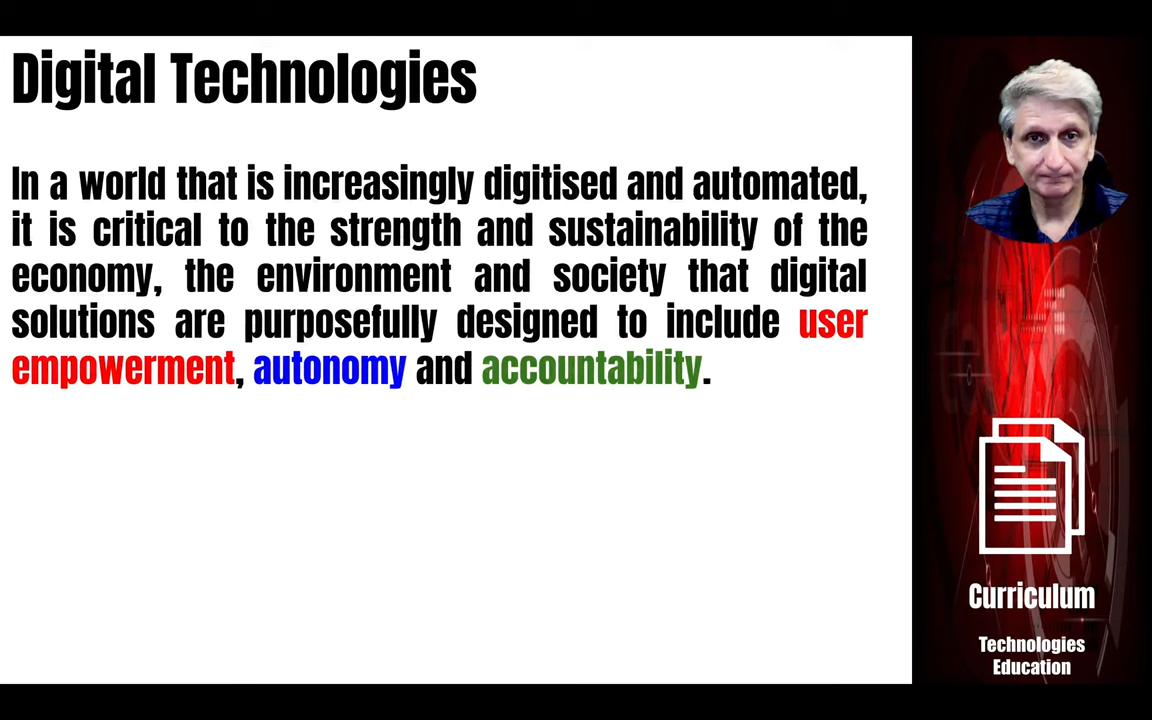 Digital Technologies
In a world that is increasingly digitised and automated,
it is critical to the strength and sustainability of the
economy, the environment and society that digital
solutions are purposefully designed to include user
empowerment, autonomy and accountability.
Curriculum
Technologies
Education